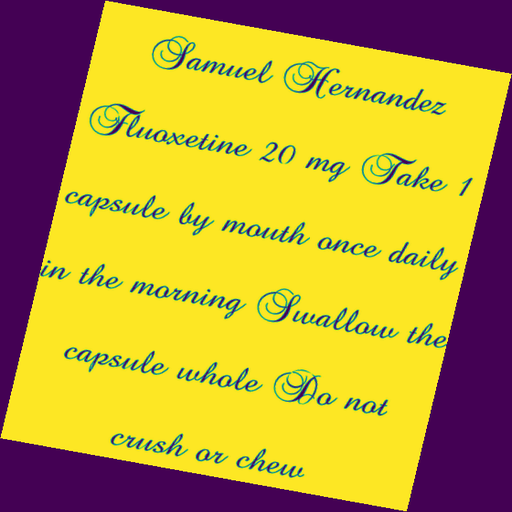 Samuel Hernandez
Fluoxetine 20 mg Take 1
capsule by mouth once daily
in the morning Swallow the
capsule whole Do not
crush or chew